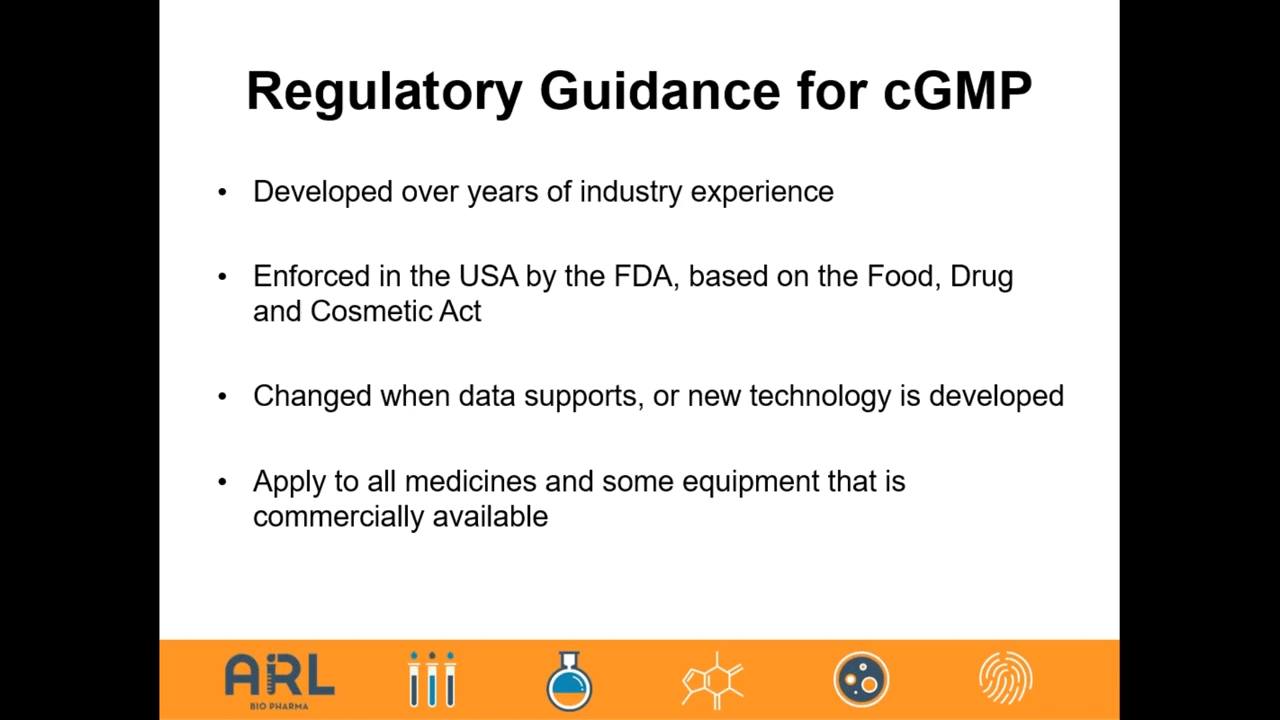 Regulatory Guidance for cGMP
• Developed over years of industry experience
• Enforced in the USA by the FDA, based on the Food, Drug
and Cosmetic Act
• Changed when data supports, or new technology is developed
• Apply to all medicines and some equipment that is
commercially available
ARL
BIO PHARMA